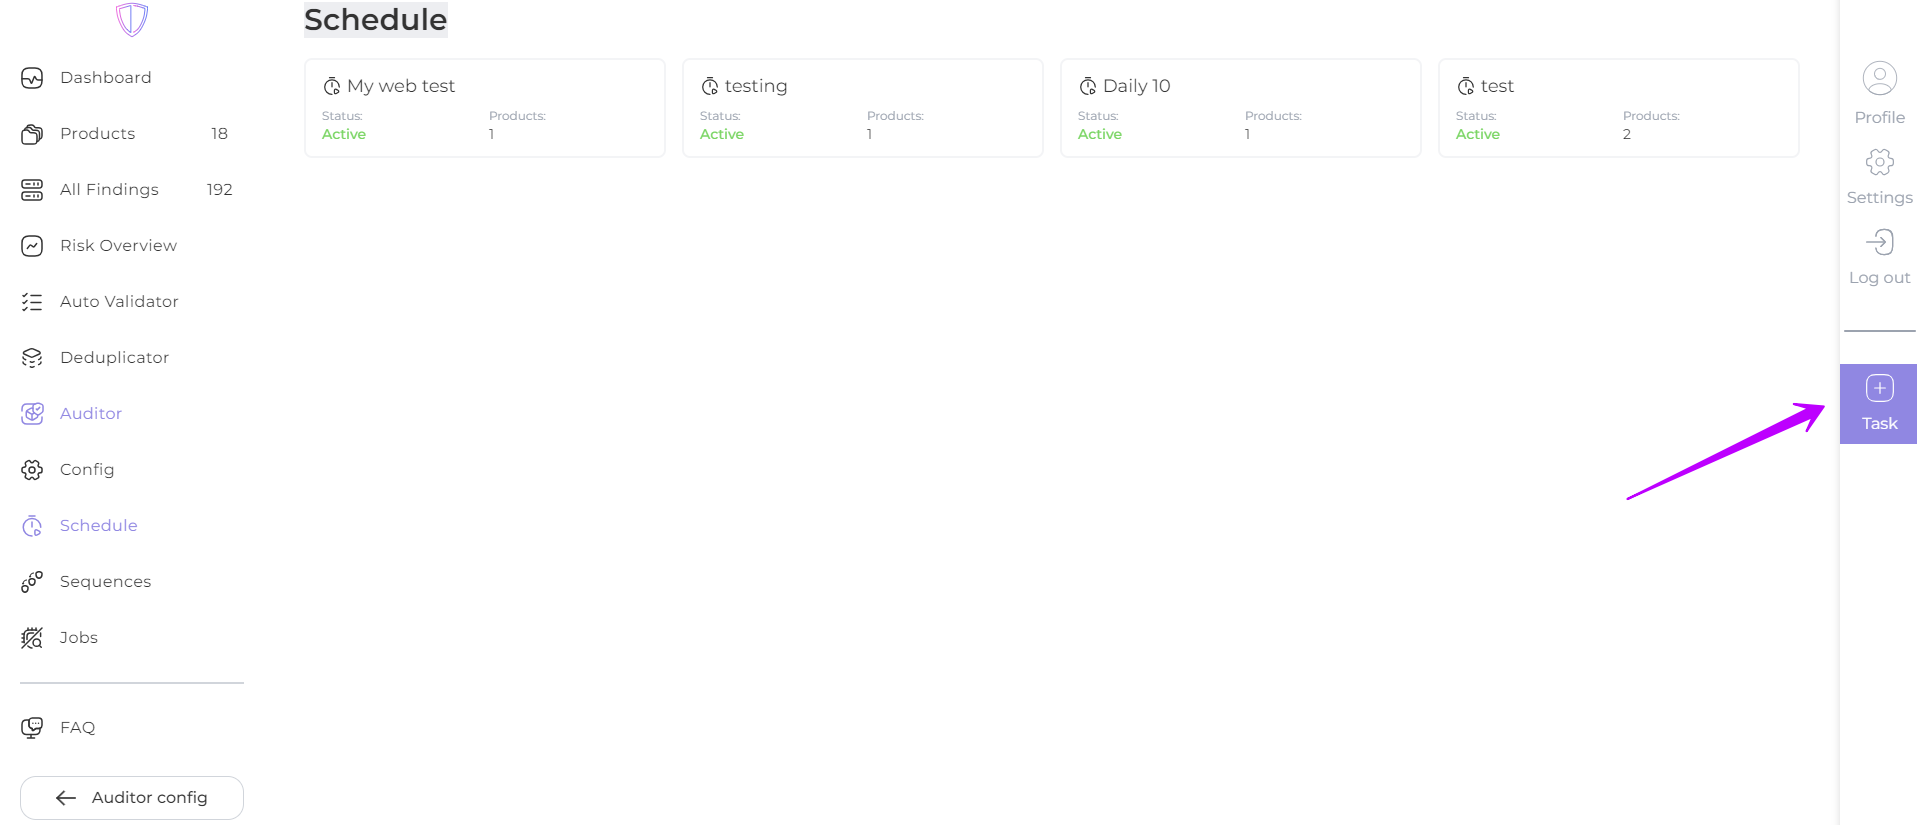 Schedule
Dashboard
Products 18
All Findings 192
Risk Overview
Auto Validator
Deduplicator
Auditor
Config
Schedule
Sequences
Jobs
FAQ
Auditor config
My web test
Status: Products:
Active 1
testing
Status: Products:
Active 1
Daily 10
Status: Products:
Active 1
test
Status: Products:
Active 2
Profile
Settings
Log out
Task